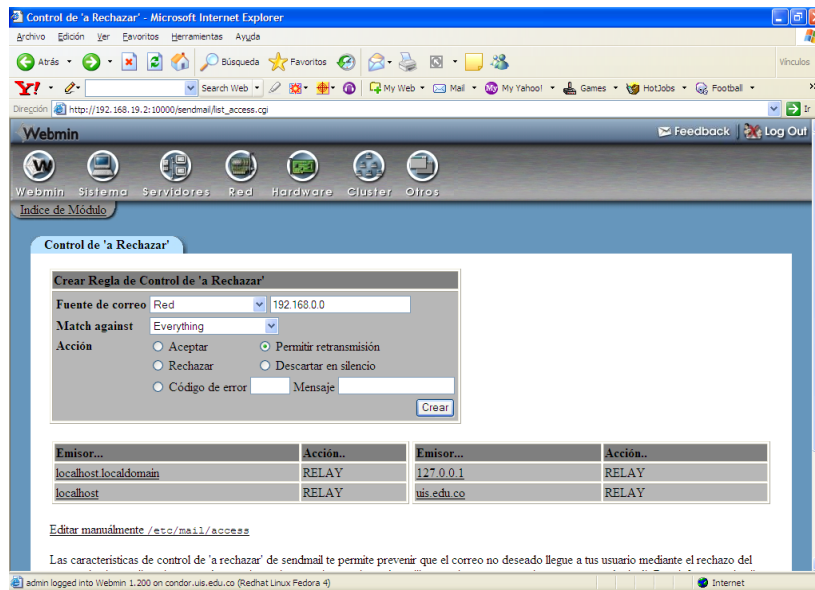 Control de 'a Rechazar' - Microsoft Internet Explorer
Archivo Edición Ver Favoritos Herramientas Ayuda
Atrás Búsqueda Favoritos Vínculos
Y! Search Web My Web Mail My Yahoo! Games HotJobs Football
Dirección http://192.168.19.2:10000/sendmail/list_access.cgi Ir
Webmin Feedback Log Out
Webmin Sistema Servidores Red Hardware Cluster Otros
Indice de Módulo
Control de 'a Rechazar'
Crear Regla de Control de 'a Rechazar'
Fuente de correo Red 192.168.0.0
Match against Everything
Acción Aceptar Permitir retransmisión
Rechazar Descartar en silencio
Código de error Mensaje
Crear
Emisor... Acción.. Emisor... Acción..
localhost.localdomain RELAY 127.0.0.1 RELAY
localhost RELAY uis.edu.co RELAY
Editar manuálmente /etc/mail/access
Las características de control de 'a rechazar' de sendmail te permite prevenir que el correo no deseado llegue a tus usuario mediante el rechazo del
admin logged into Webmin 1.200 on condor.uis.edu.co (Redhat Linux Fedora 4) Internet